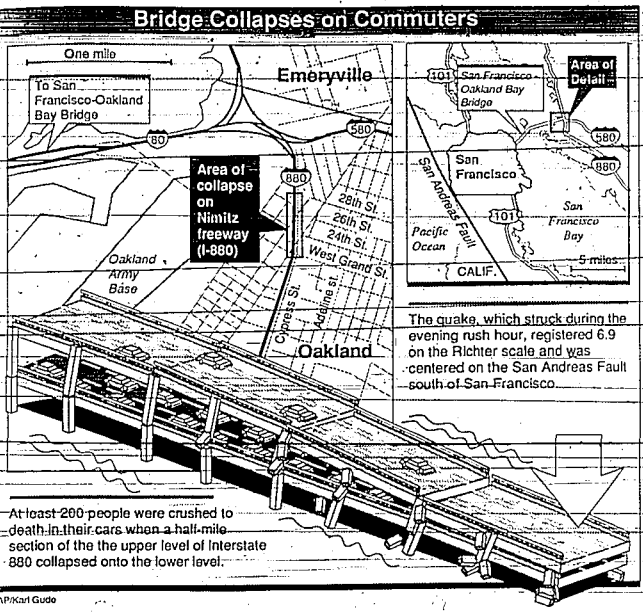 Bridge Collapses on Commuters
One mile
Emeryville
To San
Francisco-Oakland
Bay Bridge
80
580
Area of
collapse
on
Nimitz
freeway
(I-880)
880
28th St.
26th St.
24th St.
West Grand St.
Cypress St.
Adeline St.
Oakland
Army
Base
Oakland
101
San Francisco-
Oakland Bay
Bridge
Area of
Detail
580
880
San
Francisco
San Andreas Fault
101
San
Francisco
Bay
Pacific
Ocean
CALIF.
5 miles
The quake, which struck during the
evening rush hour, registered 6.9
on the Richter scale and was
centered on the San Andreas Fault
south of San Francisco.
At least 200 people were crushed to
death in their cars when a half-mile
section of the the upper level of Interstate
880 collapsed onto the lower level.
AP/Karl Gude